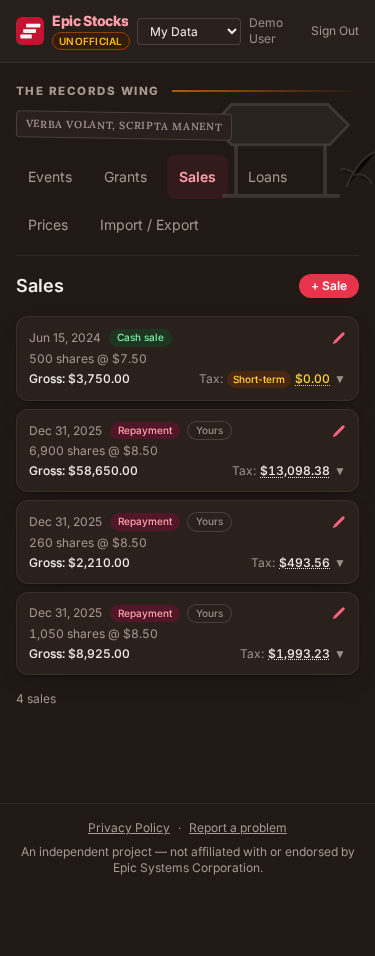 Epic Stocks
UNOFFICIAL
My Data
Demo User
Sign Out
THE RECORDS WING
VERBA VOLANT, SCRIPTA MANENT
Events
Grants
Sales
Loans
Prices
Import / Export
Sales
+ Sale
Jun 15, 2024 Cash sale
500 shares @ $7.50
Gross: $3,750.00 Tax: Short-term $0.00 ▼
Dec 31, 2025 Repayment Yours
6,900 shares @ $8.50
Gross: $58,650.00 Tax: $13,098.38 ▼
Dec 31, 2025 Repayment Yours
260 shares @ $8.50
Gross: $2,210.00 Tax: $493.56 ▼
Dec 31, 2025 Repayment Yours
1,050 shares @ $8.50
Gross: $8,925.00 Tax: $1,993.23 ▼
4 sales
Privacy Policy · Report a problem
An independent project — not affiliated with or endorsed by
Epic Systems Corporation.